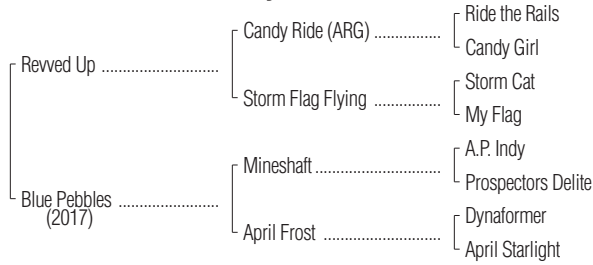 Ride the Rails
Candy Ride (ARG) ................
Candy Girl
Revved Up ............................
Storm Cat
Storm Flag Flying ................
My Flag
A.P. Indy
Mineshaft ..............................
Prospectors Delite
Blue Pebbles ........................
(2017)
Dynaformer
April Frost ............................
April Starlight